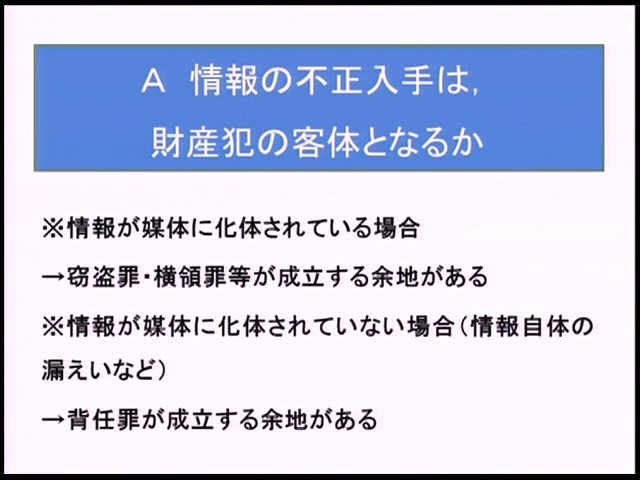 A　情報の不正入手は，
財産犯の客体となるか
※情報が媒体に化体されている場合
→窃盗罪・横領罪等が成立する余地がある
※情報が媒体に化体されていない場合（情報自体の
漏えいなど）
→背任罪が成立する余地がある